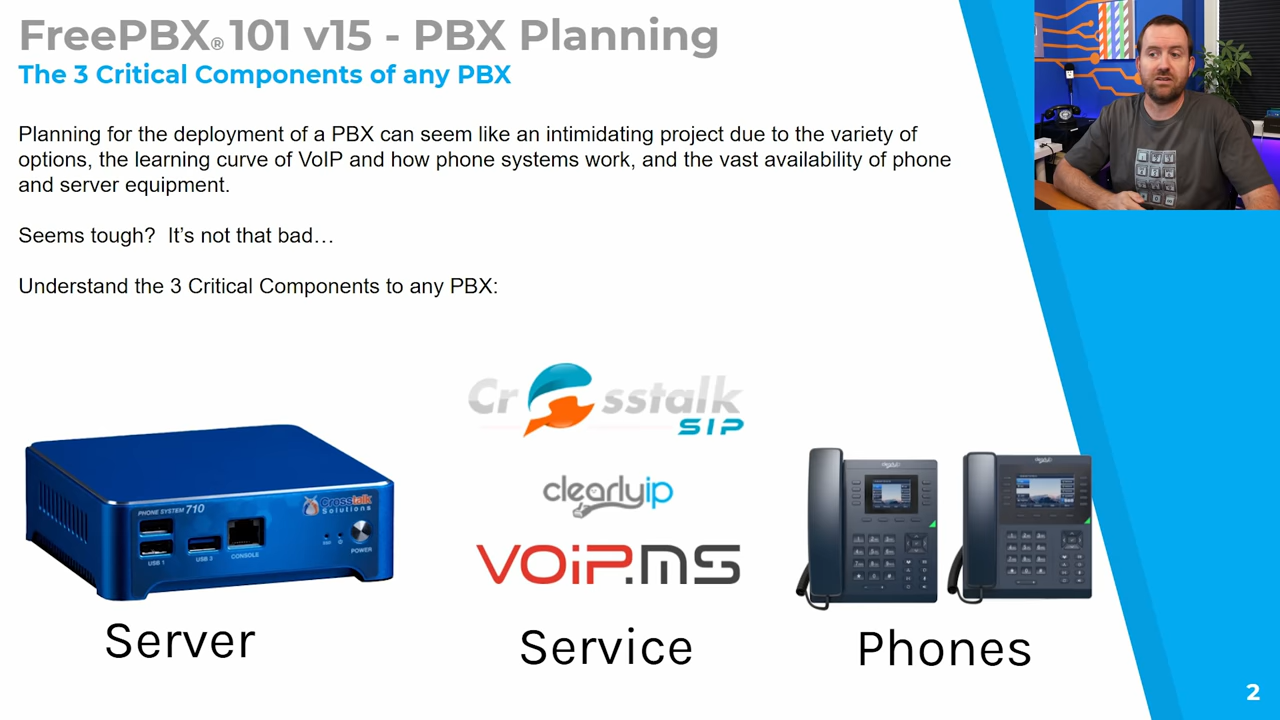 FreePBX® 101 v15 - PBX Planning
The 3 Critical Components of any PBX
Planning for the deployment of a PBX can seem like an intimidating project due to the variety of
options, the learning curve of VoIP and how phone systems work, and the vast availability of phone
and server equipment.
Seems tough?  It's not that bad…
Understand the 3 Critical Components to any PBX:
Crosstalk
SIP
clearlyip
VOiP.MS
PHONE SYSTEM 710
Crosstalk
Solutions
USB 1
USB 3
CONSOLE
POWER
Server
Service
Phones
2